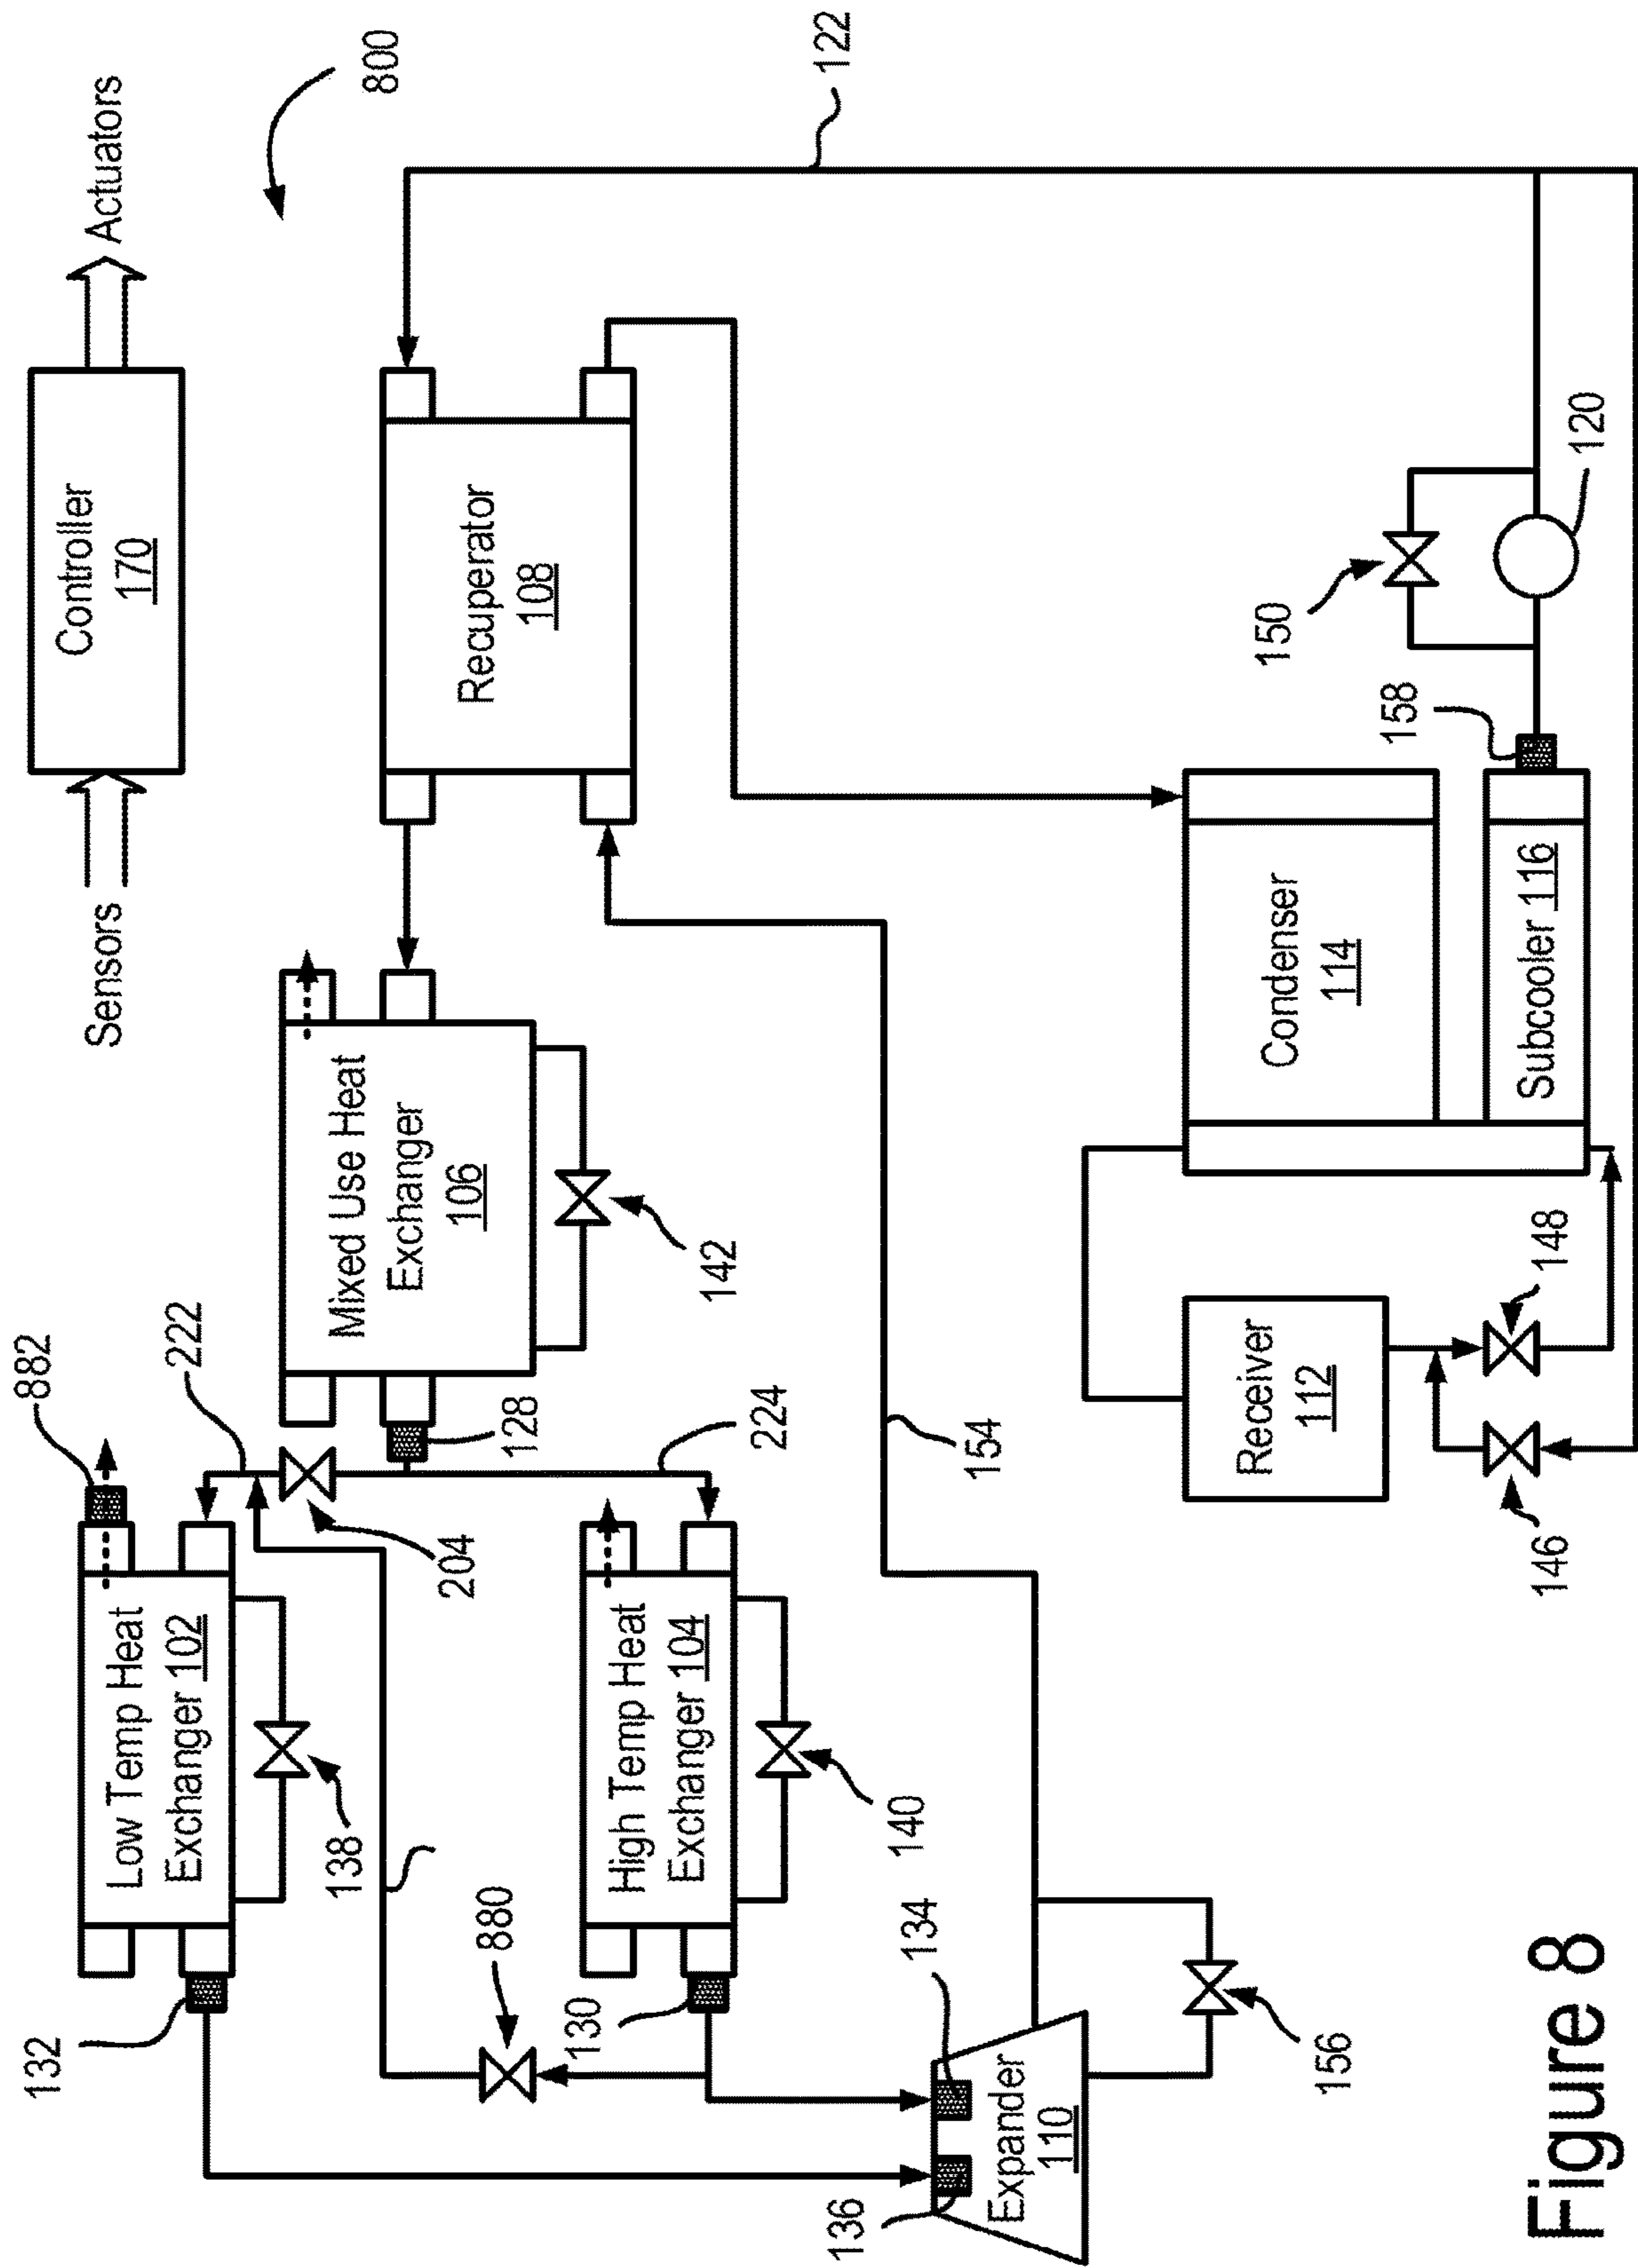 Sensors
Controller
170
Actuators
800
882
222
Low Temp Heat
Exchanger 102
132
138
204
Mixed Use Heat
Exchanger
106
128
142
224
Recuperator
108
122
880
High Temp Heat
Exchanger 104
130
140
154
134
136
Expander
110
156
Receiver
112
146
148
Condenser
114
Subcooler 116
158
150
120
Figure 8